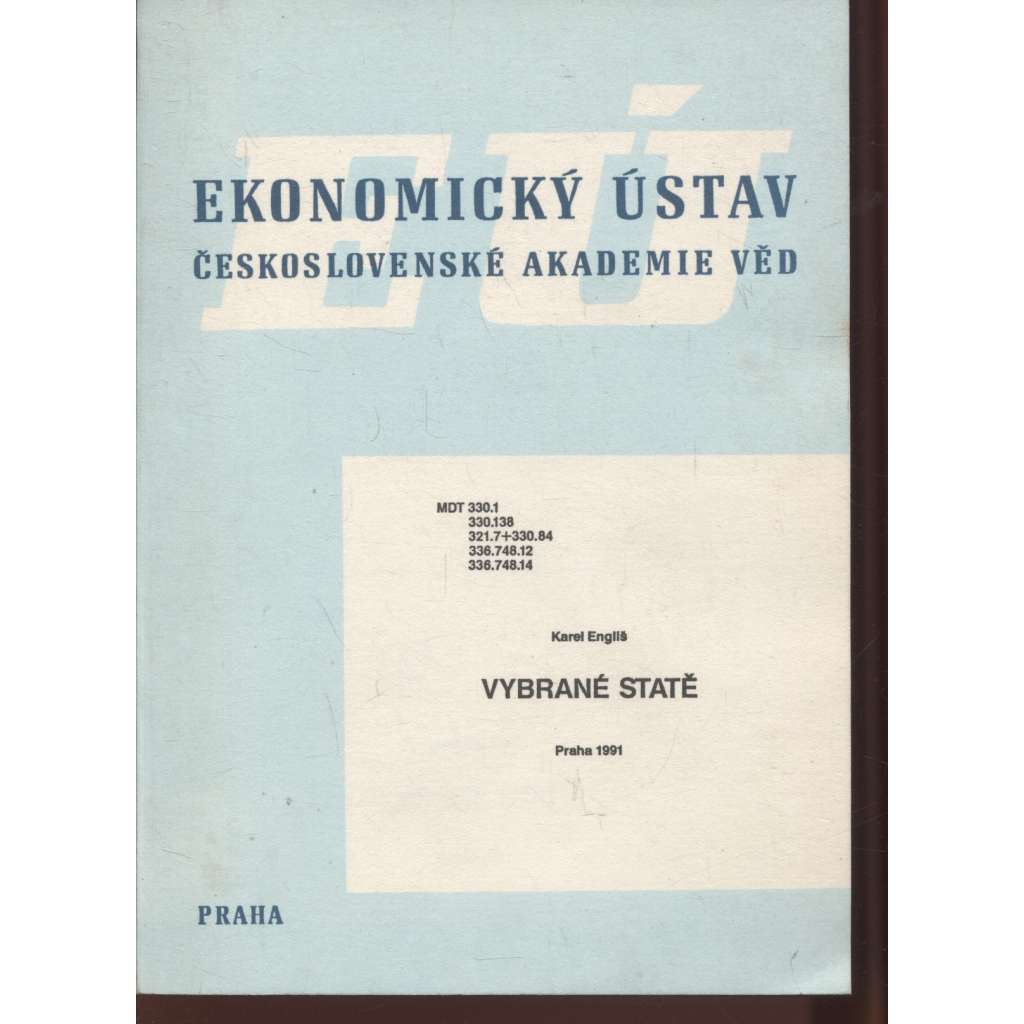 EÚ
EKONOMICKÝ ÚSTAV
ČESKOSLOVENSKÉ AKADEMIE VĚD
MDT 330.1
330.138
321.7+330.84
336.748.12
336.748.14
Karel Engliš
VYBRANÉ STATĚ
Praha 1991
PRAHA